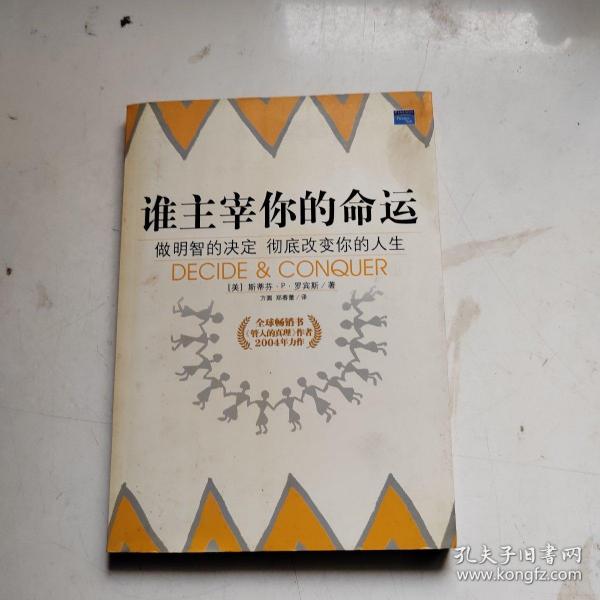 谁主宰你的命运
做明智的决定 彻底改变你的人生
DECIDE & CONQUER
[美] 斯蒂芬·P·罗宾斯/著
方圆 郑春蕾/译
全球畅销书
《管人的真理》作者
2004年力作
孔夫子旧书网
www.kongfz.com